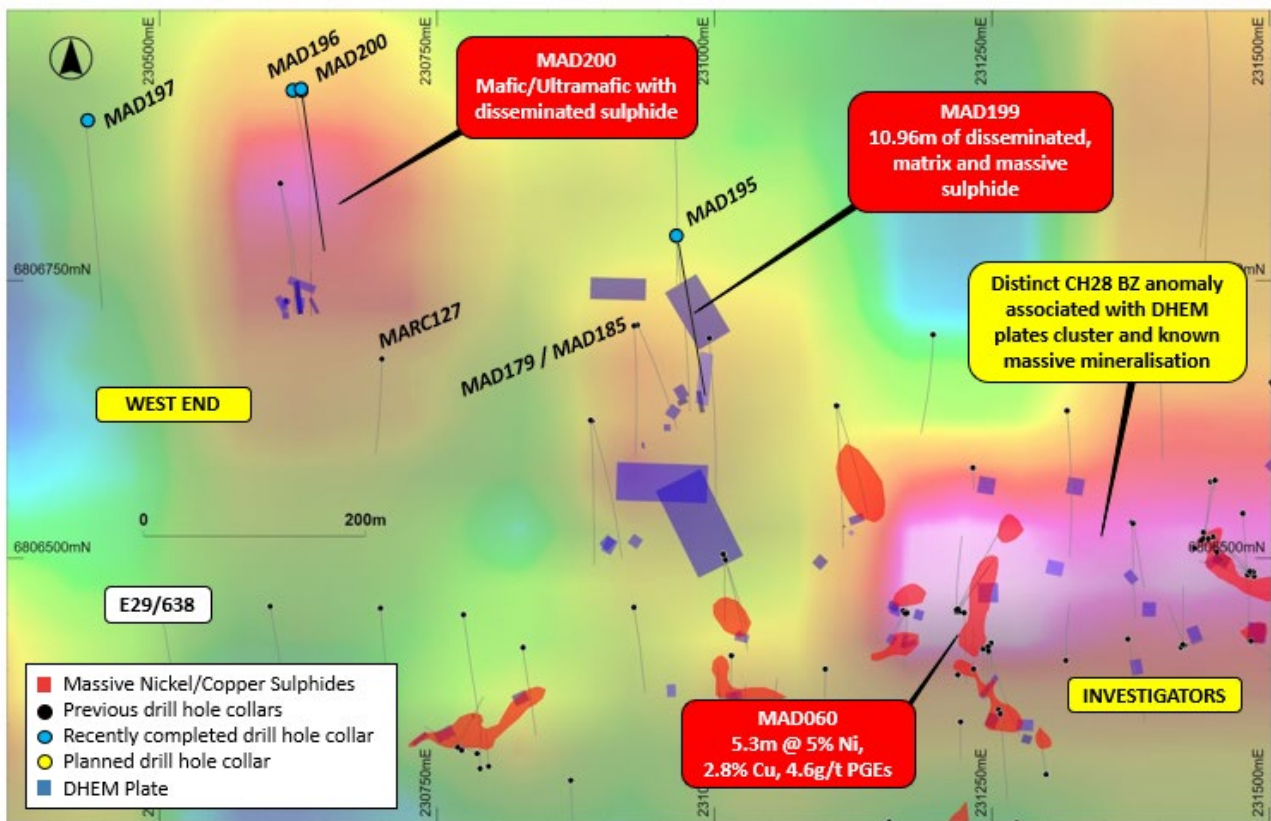 230500mE
230750mE
231000mE
231250mE
231500mE
MAD196
MAD200
MAD197
MAD200
Mafic/Ultramafic with
disseminated sulphide
MAD199
10.96m of disseminated,
matrix and massive
sulphide
MAD195
6806750mN
Distinct CH28 BZ anomaly
associated with DHEM
plates cluster and known
massive mineralisation
MARC127
MAD179 / MAD185
WEST END
0
200m
6806500mN
6806500mN
E29/638
Massive Nickel/Copper Sulphides
Previous drill hole collars
Recently completed drill hole collar
Planned drill hole collar
DHEM Plate
MAD060
5.3m @ 5% Ni,
2.8% Cu, 4.6g/t PGEs
INVESTIGATORS
230750mE
231250mE
231500mE